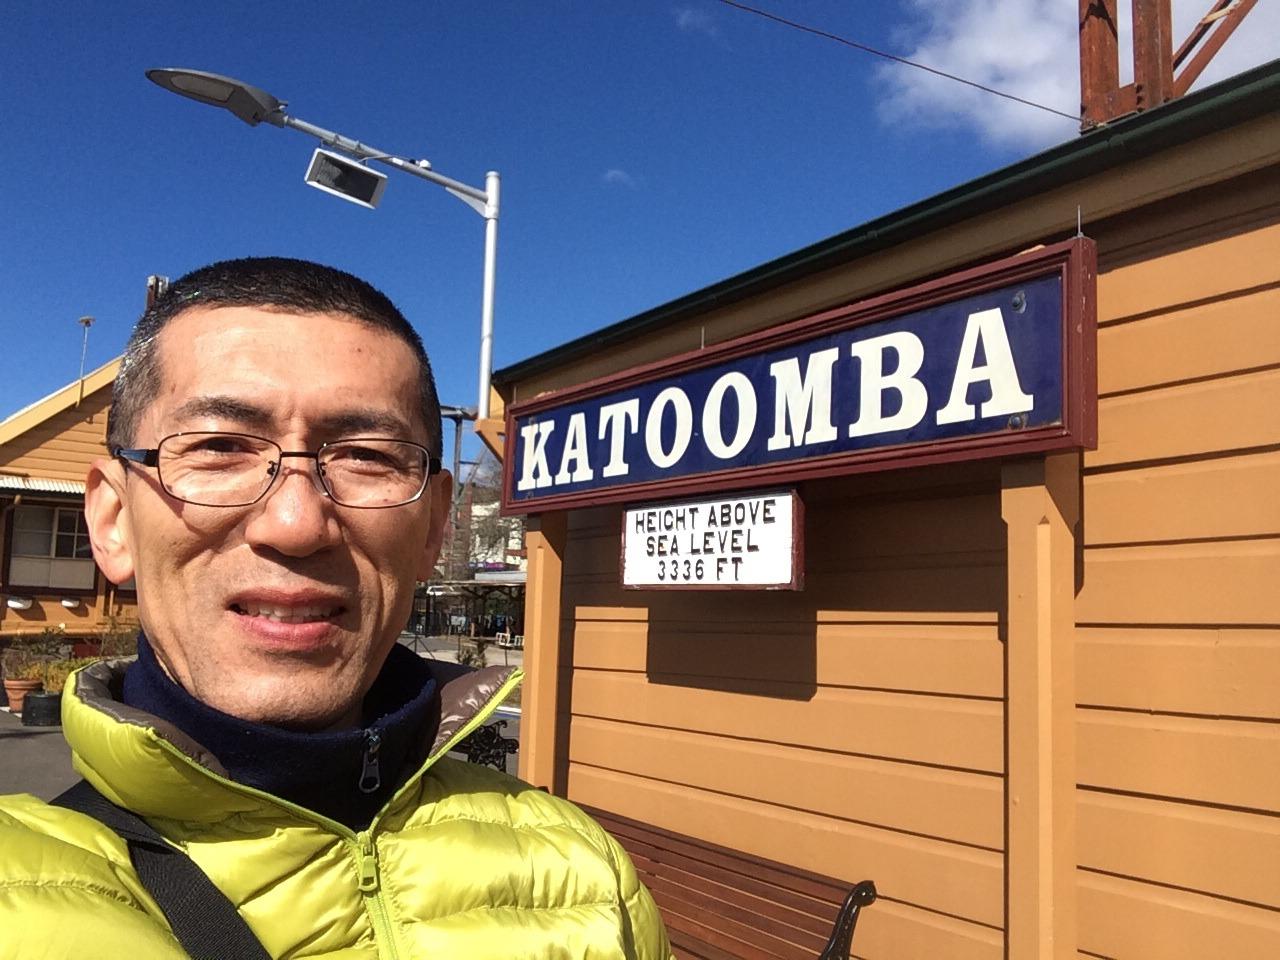 KATOOMBA
HEIGHT ABOVE
SEA LEVEL
3336 FT